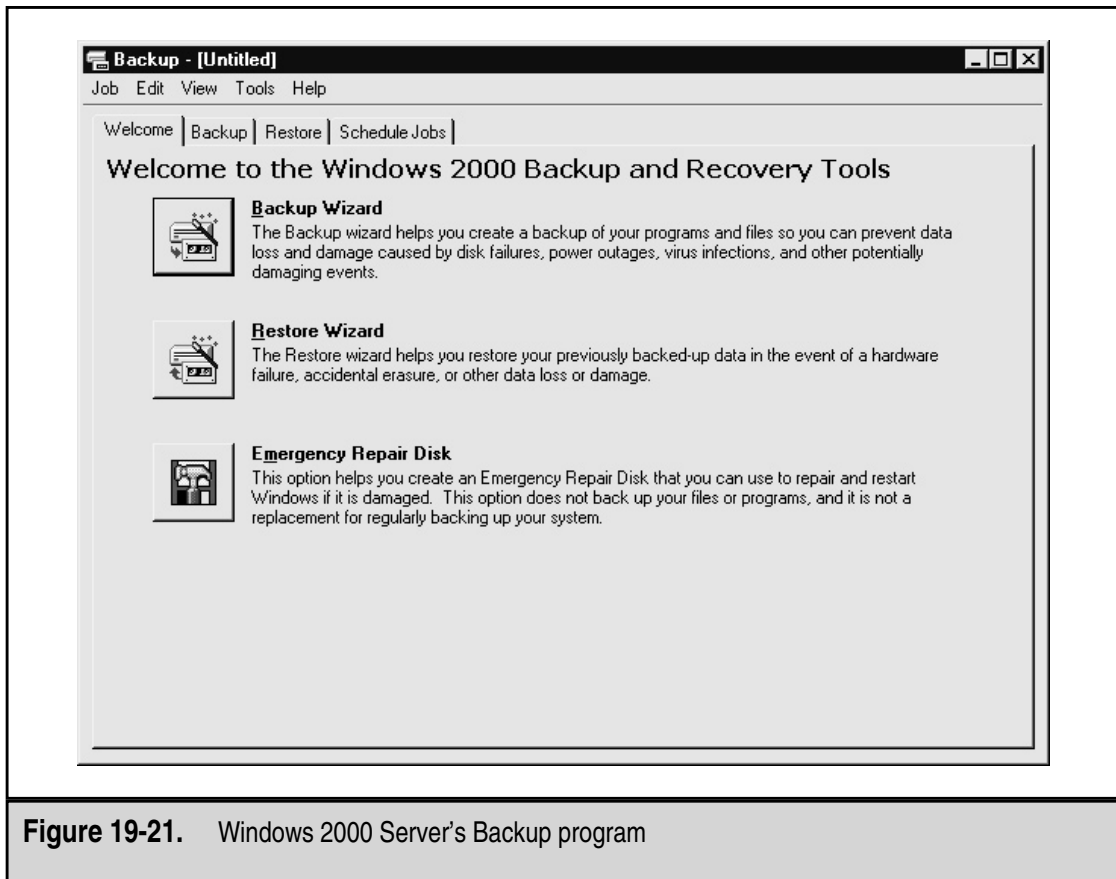 Backup - [Untitled]
Job Edit View Tools Help
Welcome Backup Restore Schedule Jobs
Welcome to the Windows 2000 Backup and Recovery Tools
Backup Wizard
The Backup wizard helps you create a backup of your programs and files so you can prevent data
loss and damage caused by disk failures, power outages, virus infections, and other potentially
damaging events.
Restore Wizard
The Restore wizard helps you restore your previously backed-up data in the event of a hardware
failure, accidental erasure, or other data loss or damage.
Emergency Repair Disk
This option helps you create an Emergency Repair Disk that you can use to repair and restart
Windows if it is damaged. This option does not back up your files or programs, and it is not a
replacement for regularly backing up your system.
Figure 19-21. Windows 2000 Server's Backup program